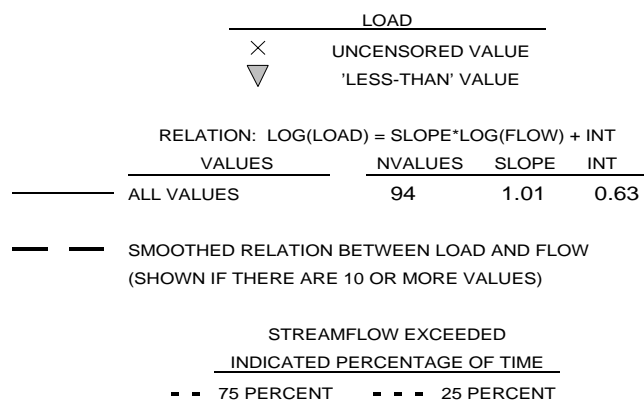 LOAD
UNCENSORED VALUE
'LESS-THAN' VALUE
RELATION: LOG(LOAD) = SLOPE*LOG(FLOW) + INT
VALUES NVALUES SLOPE INT
ALL VALUES 94 1.01 0.63
SMOOTHED RELATION BETWEEN LOAD AND FLOW
(SHOWN IF THERE ARE 10 OR MORE VALUES)
STREAMFLOW EXCEEDED
INDICATED PERCENTAGE OF TIME
75 PERCENT 25 PERCENT